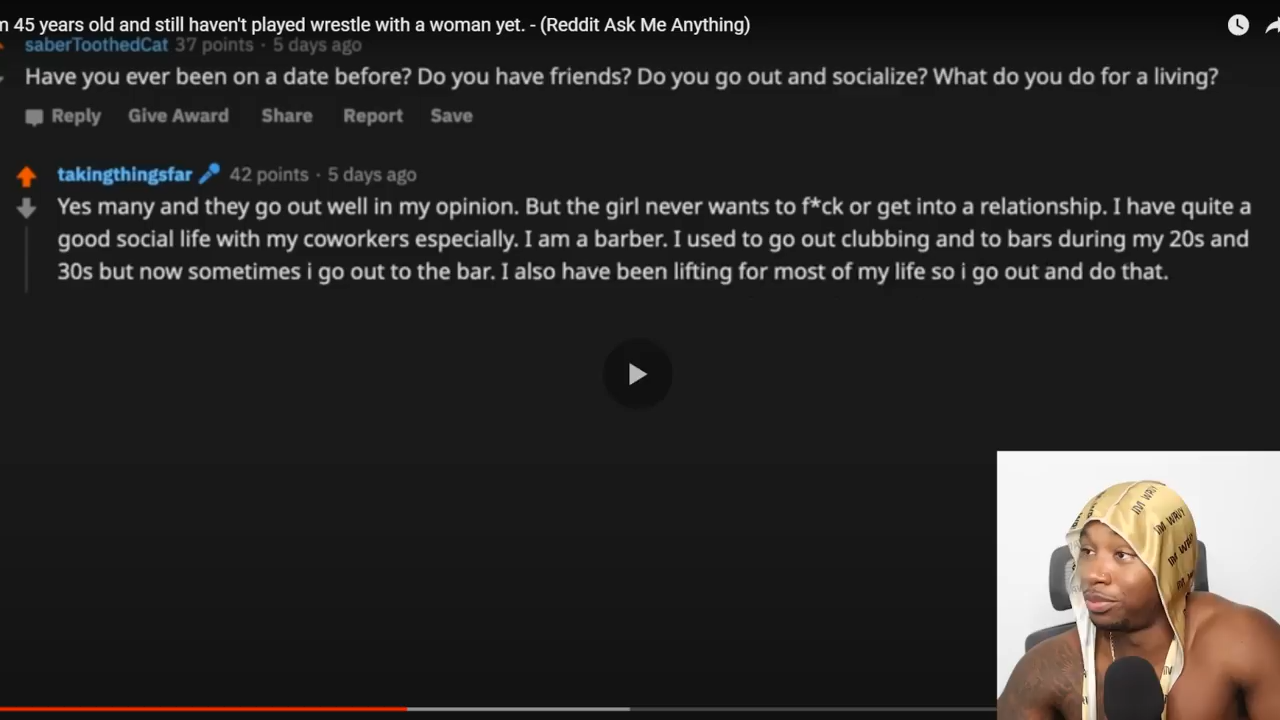 n 45 years old and still haven't played wrestle with a woman yet. - (Reddit Ask Me Anything)
saberToothedCat 37 points · 5 days ago
Have you ever been on a date before? Do you have friends? Do you go out and socialize? What do you do for a living?
Reply Give Award Share Report Save
takingthingsfar 42 points · 5 days ago
Yes many and they go out well in my opinion. But the girl never wants to f*ck or get into a relationship. I have quite a
good social life with my coworkers especially. I am a barber. I used to go out clubbing and to bars during my 20s and
30s but now sometimes i go out to the bar. I also have been lifting for most of my life so i go out and do that.
IM WAVY
IM WAVY